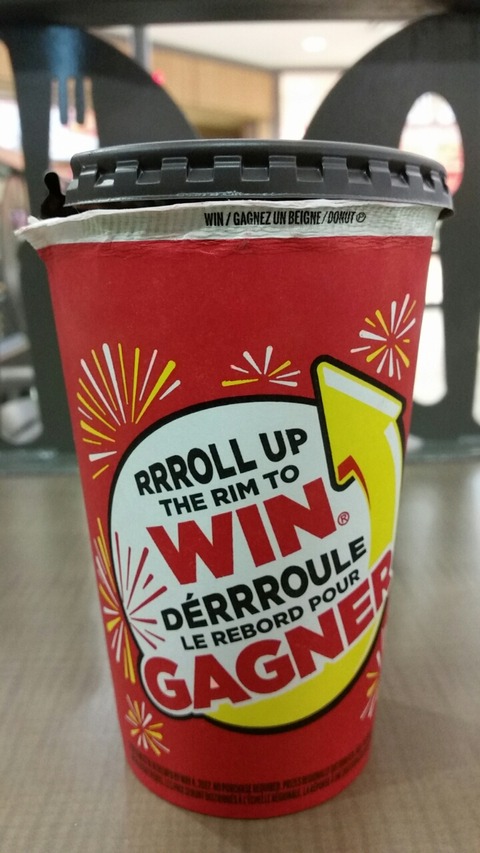 WIN / GAGNEZ UN BEIGNE / DONUT ℗
RRROLL UP
THE RIM TO
WIN®
DÉRRROULE
LE REBORD POUR
GAGNER